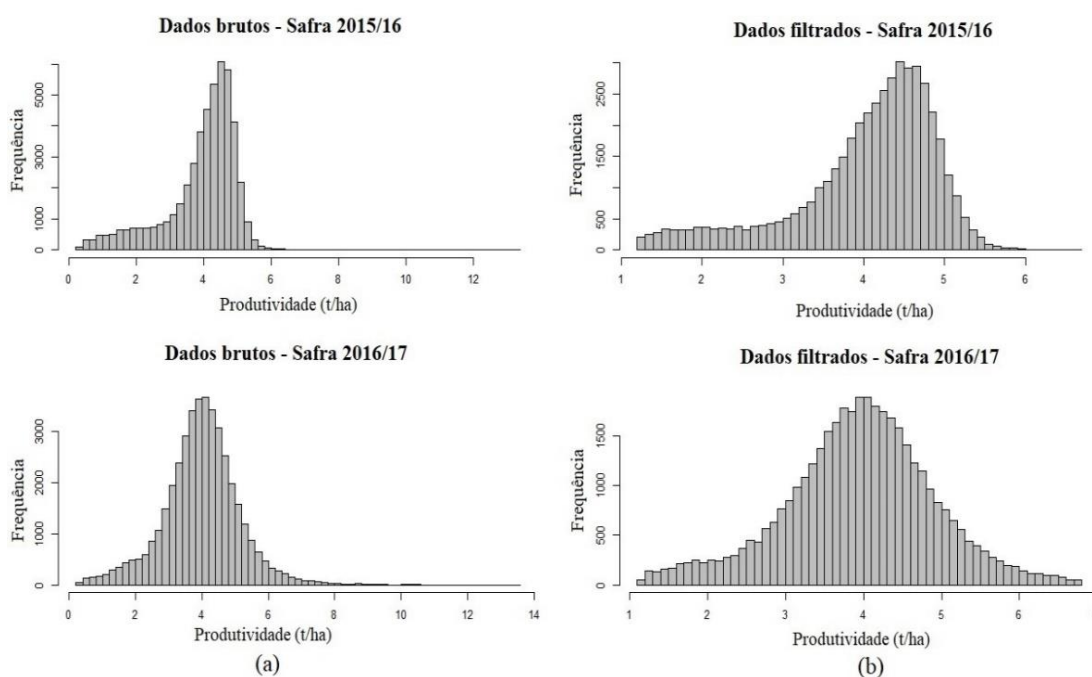 Dados brutos - Safra 2015/16
Frequência
5000
3000
1000
0
0 2 4 6 8 10 12
Produtividade (t/ha)
Dados filtrados - Safra 2015/16
Frequência
2500
1500
500
0
1 2 3 4 5 6
Produtividade (t/ha)
Dados brutos - Safra 2016/17
Frequência
3000
2000
1000
0
0 2 4 6 8 10 12 14
Produtividade (t/ha)
(a)
Dados filtrados - Safra 2016/17
Frequência
1500
1000
500
0
1 2 3 4 5 6
Produtividade (t/ha)
(b)